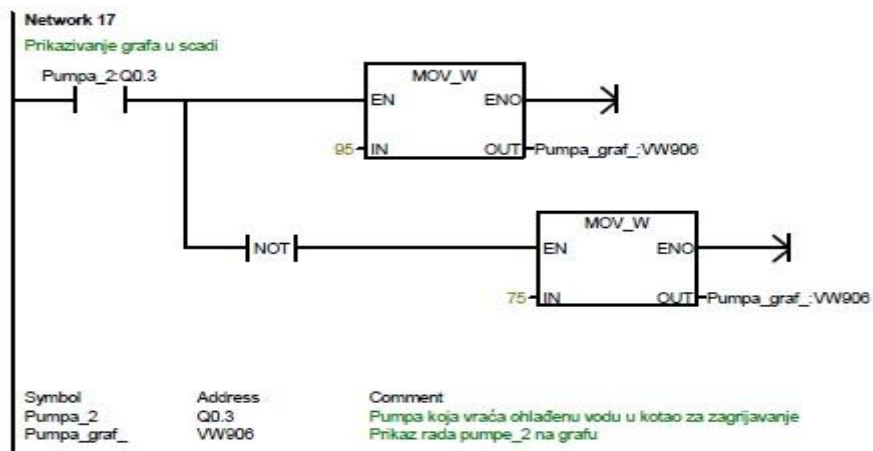 Network 17
Prikazivanje grafa u scadi
Pumpa_2:Q0.3
MOV_W
EN ENO
95 IN OUT Pumpa_graf_:VW906
MOV_W
NOT EN ENO
75 IN OUT Pumpa_graf_:VW906
Symbol Address Comment
Pumpa_2 Q0.3 Pumpa koja vraća ohlađenu vodu u kotao za zagrijavanje
Pumpa_graf_ VW906 Prikaz rada pumpe_2 na grafu